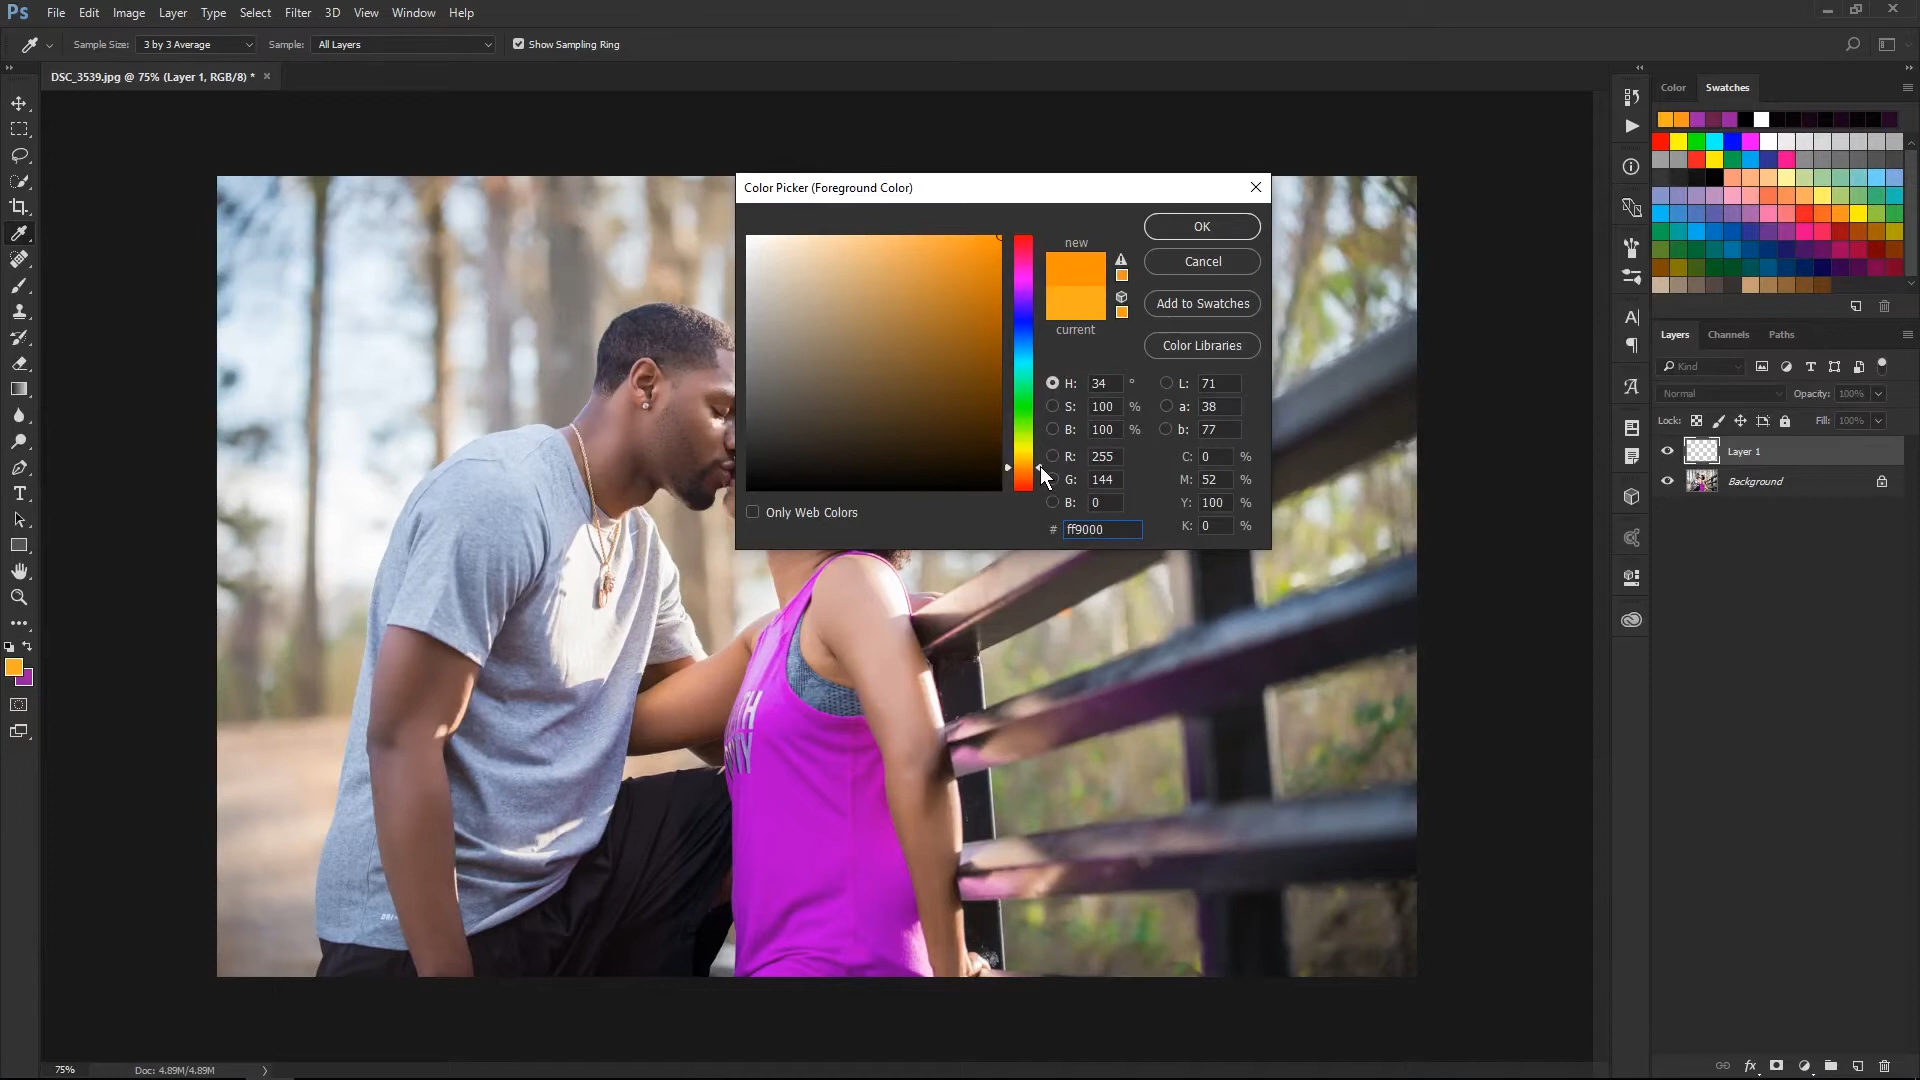 Ps File Edit Image Layer Type Select Filter 3D View Window Help
Sample Size: 3 by 3 Average Sample: All Layers Show Sampling Ring
DSC_3539.jpg @ 75% (Layer 1, RGB/8) *
Color Swatches
Color Picker (Foreground Color)
new
current
OK
Cancel
Add to Swatches
Color Libraries
H: 34 ° L: 71
S: 100 % a: 38
B: 100 % b: 77
R: 255 C: 0 %
G: 144 M: 52 %
B: 0 Y: 100 %
# ff9000 K: 0 %
Only Web Colors
Layers Channels Paths
Kind
Normal Opacity: 100%
Lock: Fill: 100%
Layer 1
Background
75% Doc: 4.89M/4.89M